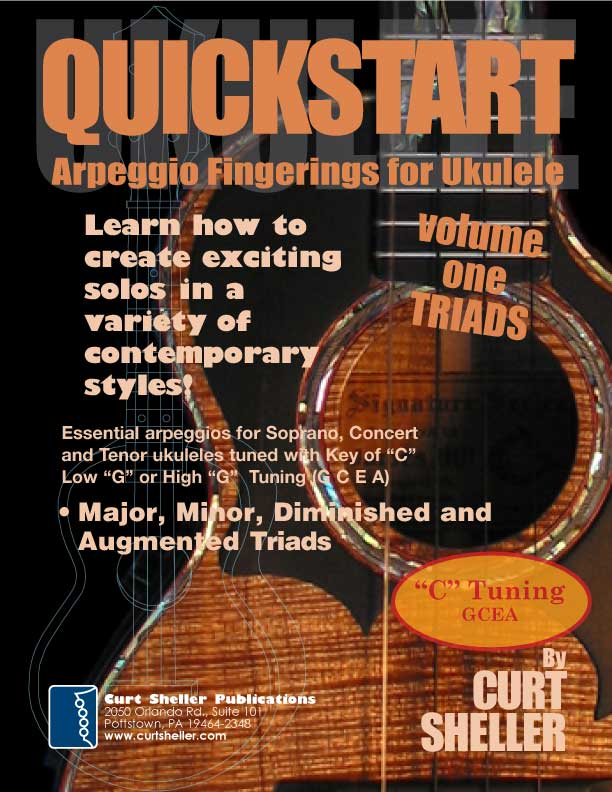 UKULELE
QUICKSTART
Arpeggio Fingerings for Ukulele
Learn how to
create exciting
solos in a
variety of
contemporary
styles!
volume
one
TRIADS
Signature Series
Essential arpeggios for Soprano, Concert
and Tenor ukuleles tuned with Key of “C”
Low “G” or High “G”  Tuning (G C E A)
• Major, Minor, Diminished and
Augmented Triads
“C” Tuning
GCEA
By
CURT
SHELLER
Curt Sheller Publications
2050 Orlando Rd., Suite 101
Pottstown, PA 19464-2348
www.curtsheller.com